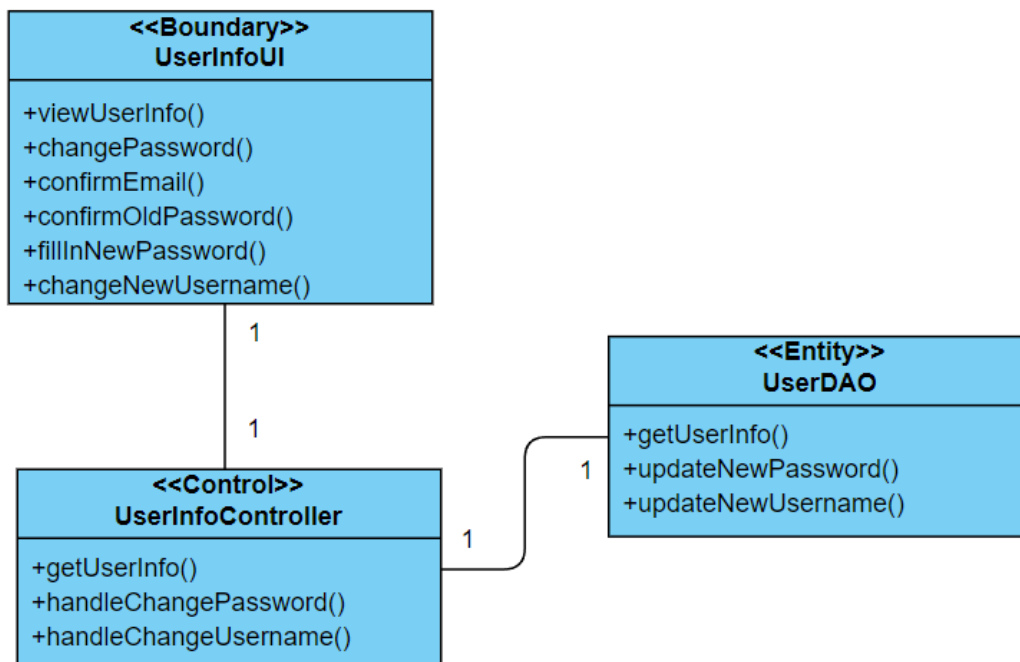 <<Boundary>>
UserInfoUI
+viewUserInfo()
+changePassword()
+confirmEmail()
+confirmOldPassword()
+fillInNewPassword()
+changeNewUsername()
1
1
<<Control>>
UserInfoController
+getUserInfo()
+handleChangePassword()
+handleChangeUsername()
1
1
<<Entity>>
UserDAO
+getUserInfo()
+updateNewPassword()
+updateNewUsername()